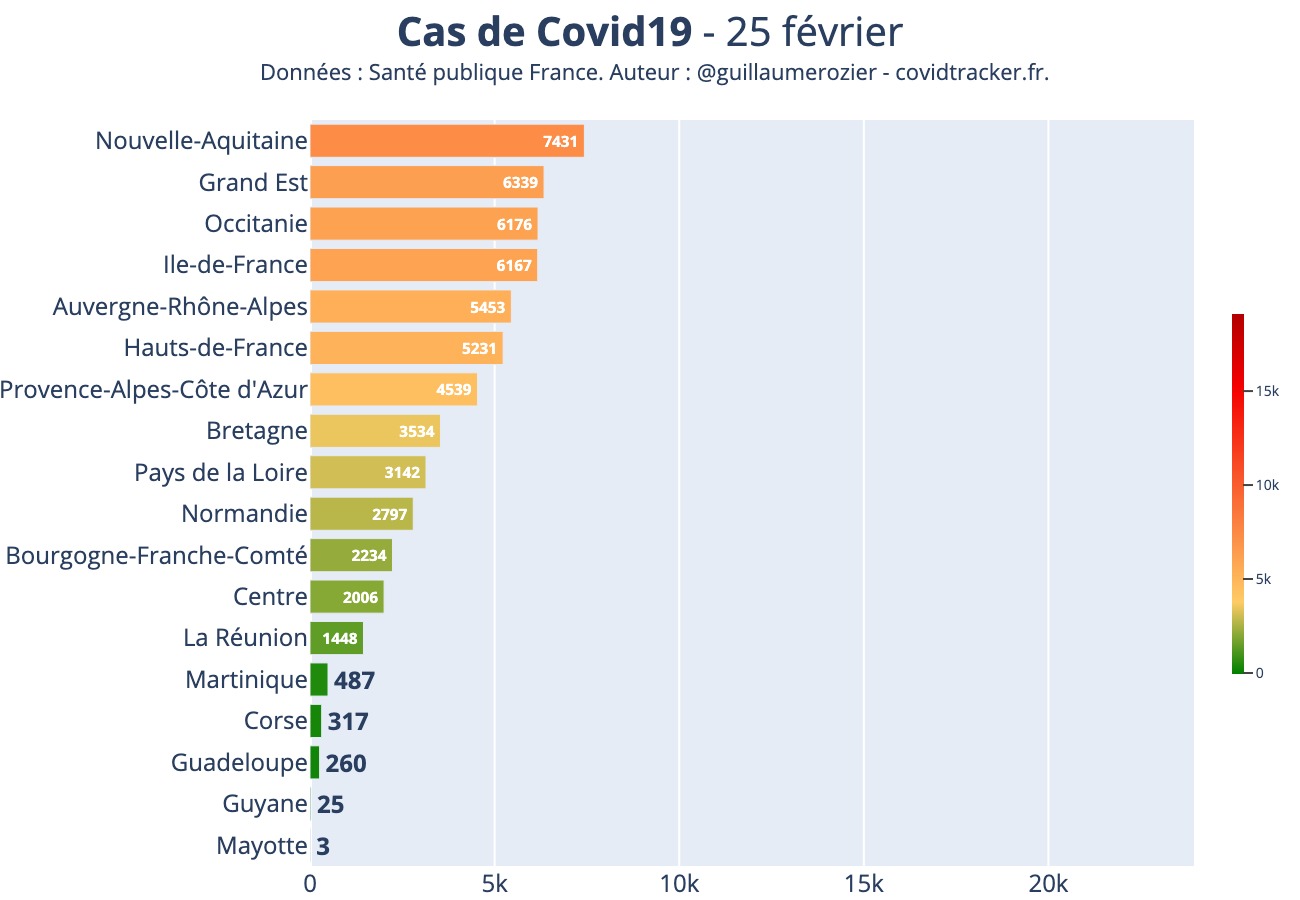 Cas de Covid19 - 25 février
Données : Santé publique France. Auteur : @guillaumerozier - covidtracker.fr.
Nouvelle-Aquitaine 7431
Grand Est 6339
Occitanie 6176
Ile-de-France 6167
Auvergne-Rhône-Alpes 5453
Hauts-de-France 5231
Provence-Alpes-Côte d'Azur 4539
Bretagne 3534
Pays de la Loire 3142
Normandie 2797
Bourgogne-Franche-Comté 2234
Centre 2006
La Réunion 1448
Martinique 487
Corse 317
Guadeloupe 260
Guyane 25
Mayotte 3
0 5k 10k 15k 20k
15k
10k
5k
0